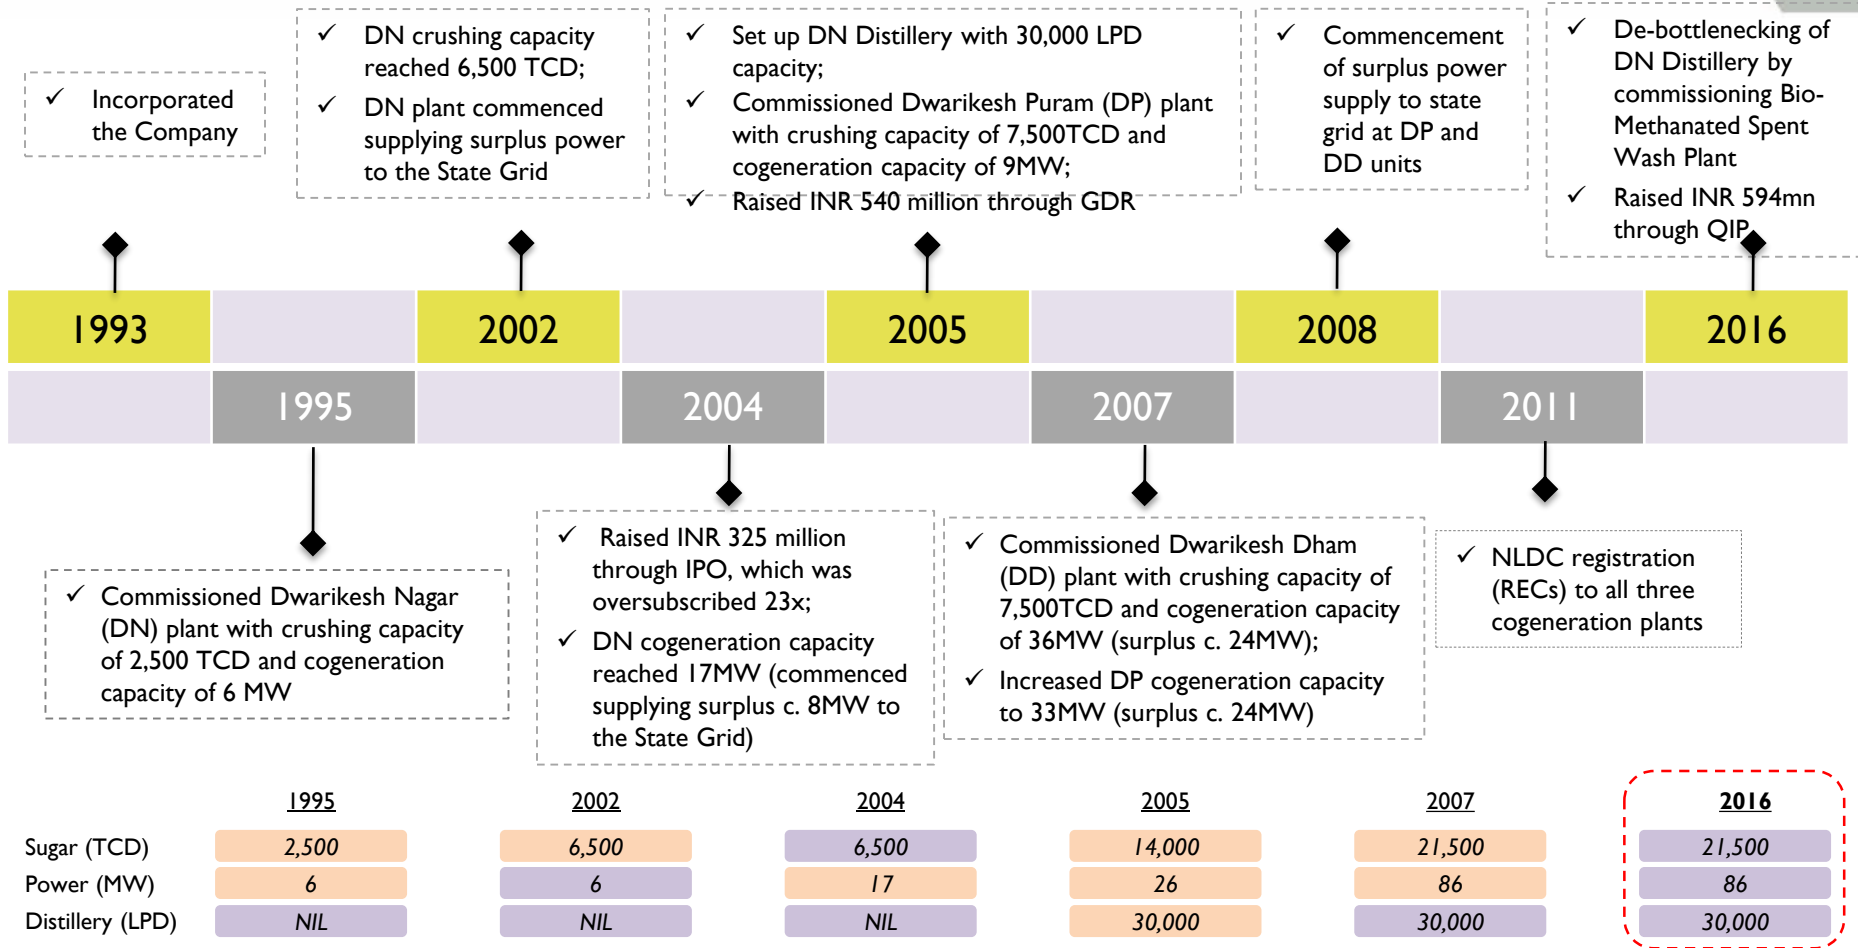 ✓ Incorporated
the Company
✓ DN crushing capacity
reached 6,500 TCD;
✓ DN plant commenced
supplying surplus power
to the State Grid
✓ Set up DN Distillery with 30,000 LPD
capacity;
✓ Commissioned Dwarikesh Puram (DP) plant
with crushing capacity of 7,500TCD and
cogeneration capacity of 9MW;
✓ Raised INR 540 million through GDR
✓ Commencement
of surplus power
supply to state
grid at DP and
DD units
✓ De-bottlenecking of
DN Distillery by
commissioning Bio-
Methanated Spent
Wash Plant
✓ Raised INR 594mn
through QIP
1993 2002 2005 2008 2016
1995 2004 2007 2011
✓ Commissioned Dwarikesh Nagar
(DN) plant with crushing capacity
of 2,500 TCD and cogeneration
capacity of 6 MW
✓ Raised INR 325 million
through IPO, which was
oversubscribed 23x;
✓ DN cogeneration capacity
reached 17MW (commenced
supplying surplus c. 8MW to
the State Grid)
✓ Commissioned Dwarikesh Dham
(DD) plant with crushing capacity of
7,500TCD and cogeneration capacity
of 36MW (surplus c. 24MW);
✓ Increased DP cogeneration capacity
to 33MW (surplus c. 24MW)
✓ NLDC registration
(RECs) to all three
cogeneration plants
1995 2002 2004 2005 2007 2016
Sugar (TCD) 2,500 6,500 6,500 14,000 21,500 21,500
Power (MW) 6 6 17 26 86 86
Distillery (LPD) NIL NIL NIL 30,000 30,000 30,000